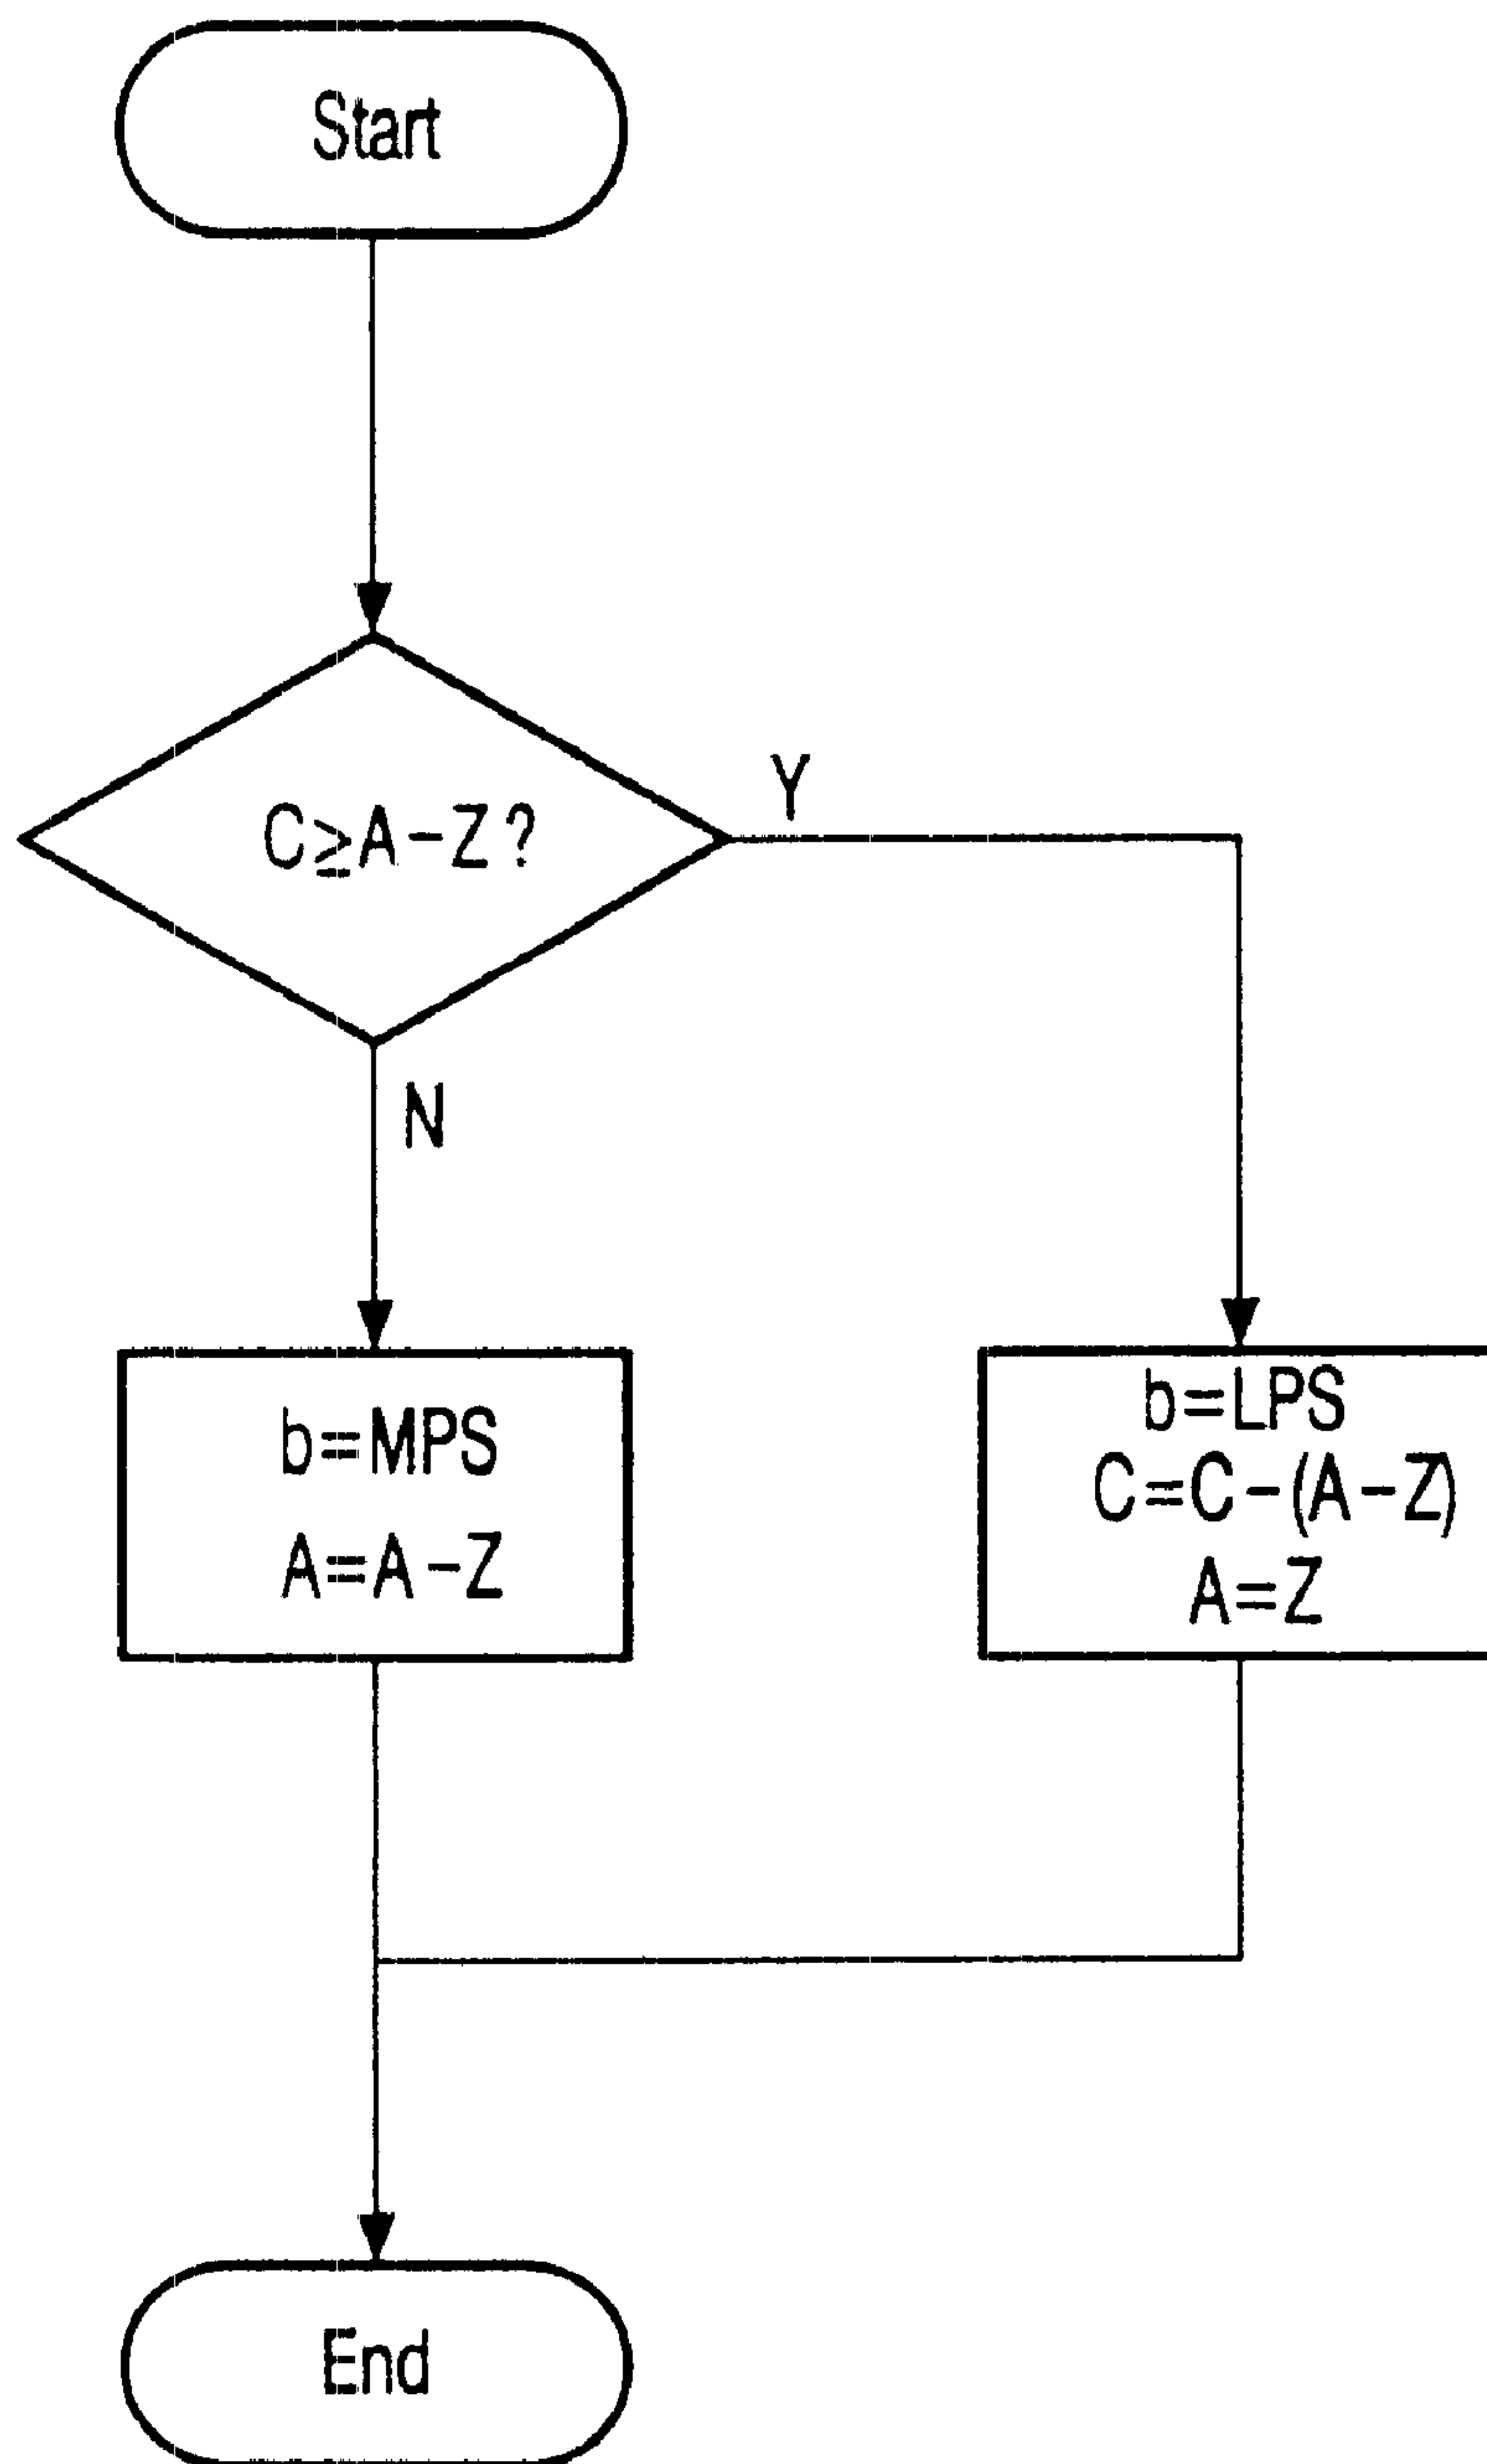 Start
C≧A-Z?
Y
N
b=MPS
A=A-Z
b=LPS
C=C-(A-Z)
A=Z
End